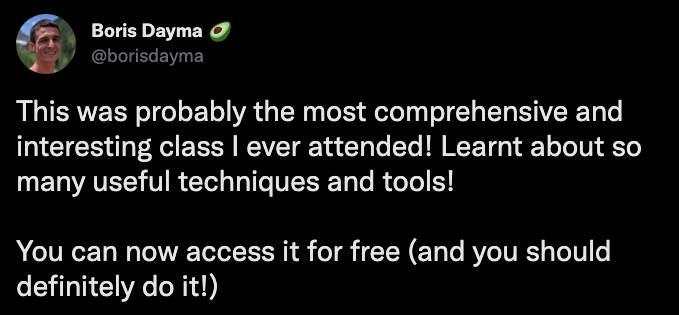 Boris Dayma 🥑
@borisdayma
This was probably the most comprehensive and
interesting class I ever attended! Learnt about so
many useful techniques and tools!
You can now access it for free (and you should
definitely do it!)